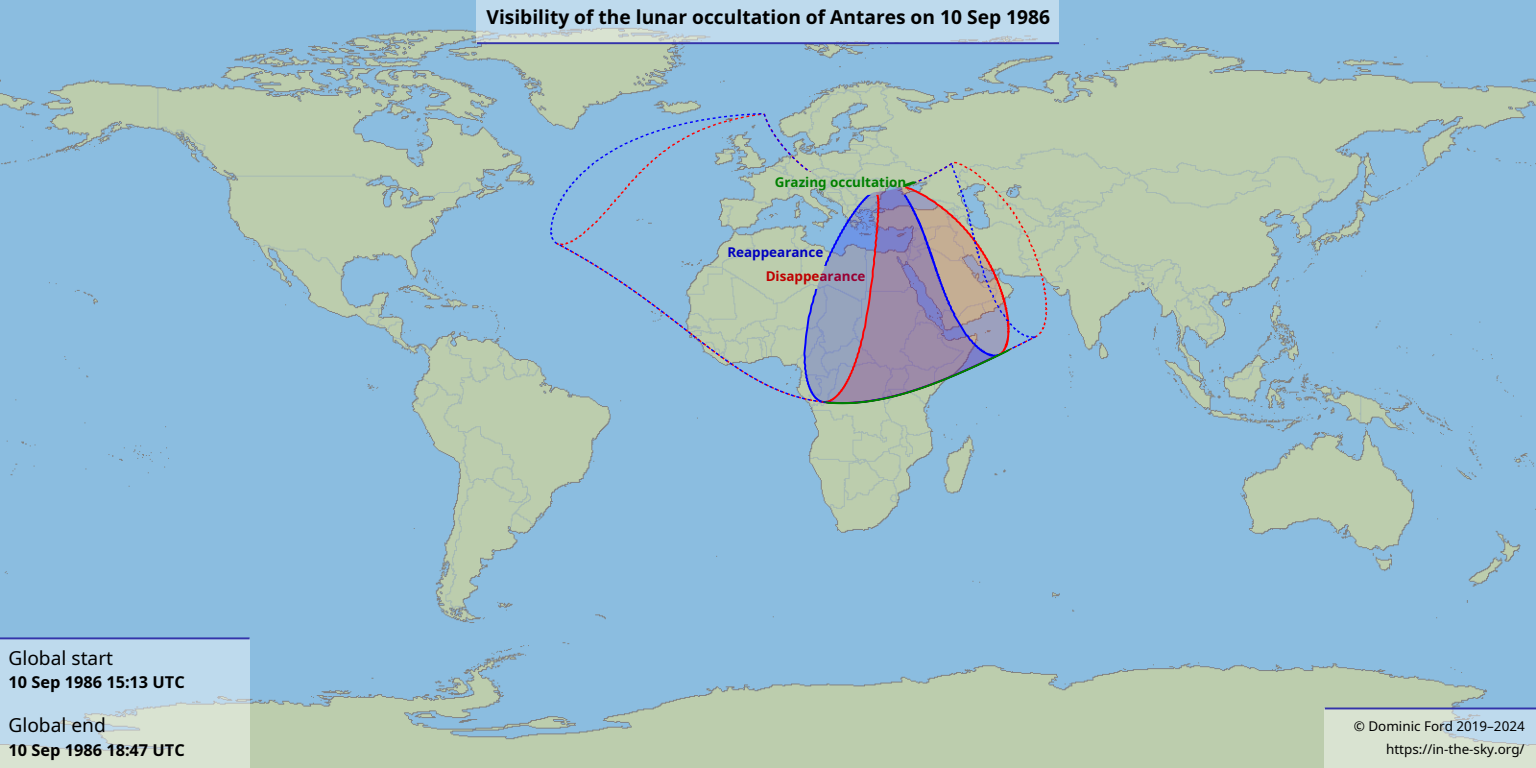 Visibility of the lunar occultation of Antares on 10 Sep 1986
Grazing occultation
Reappearance
Disappearance
Global start
10 Sep 1986 15:13 UTC
Global end
10 Sep 1986 18:47 UTC
© Dominic Ford 2019–2024
https://in-the-sky.org/